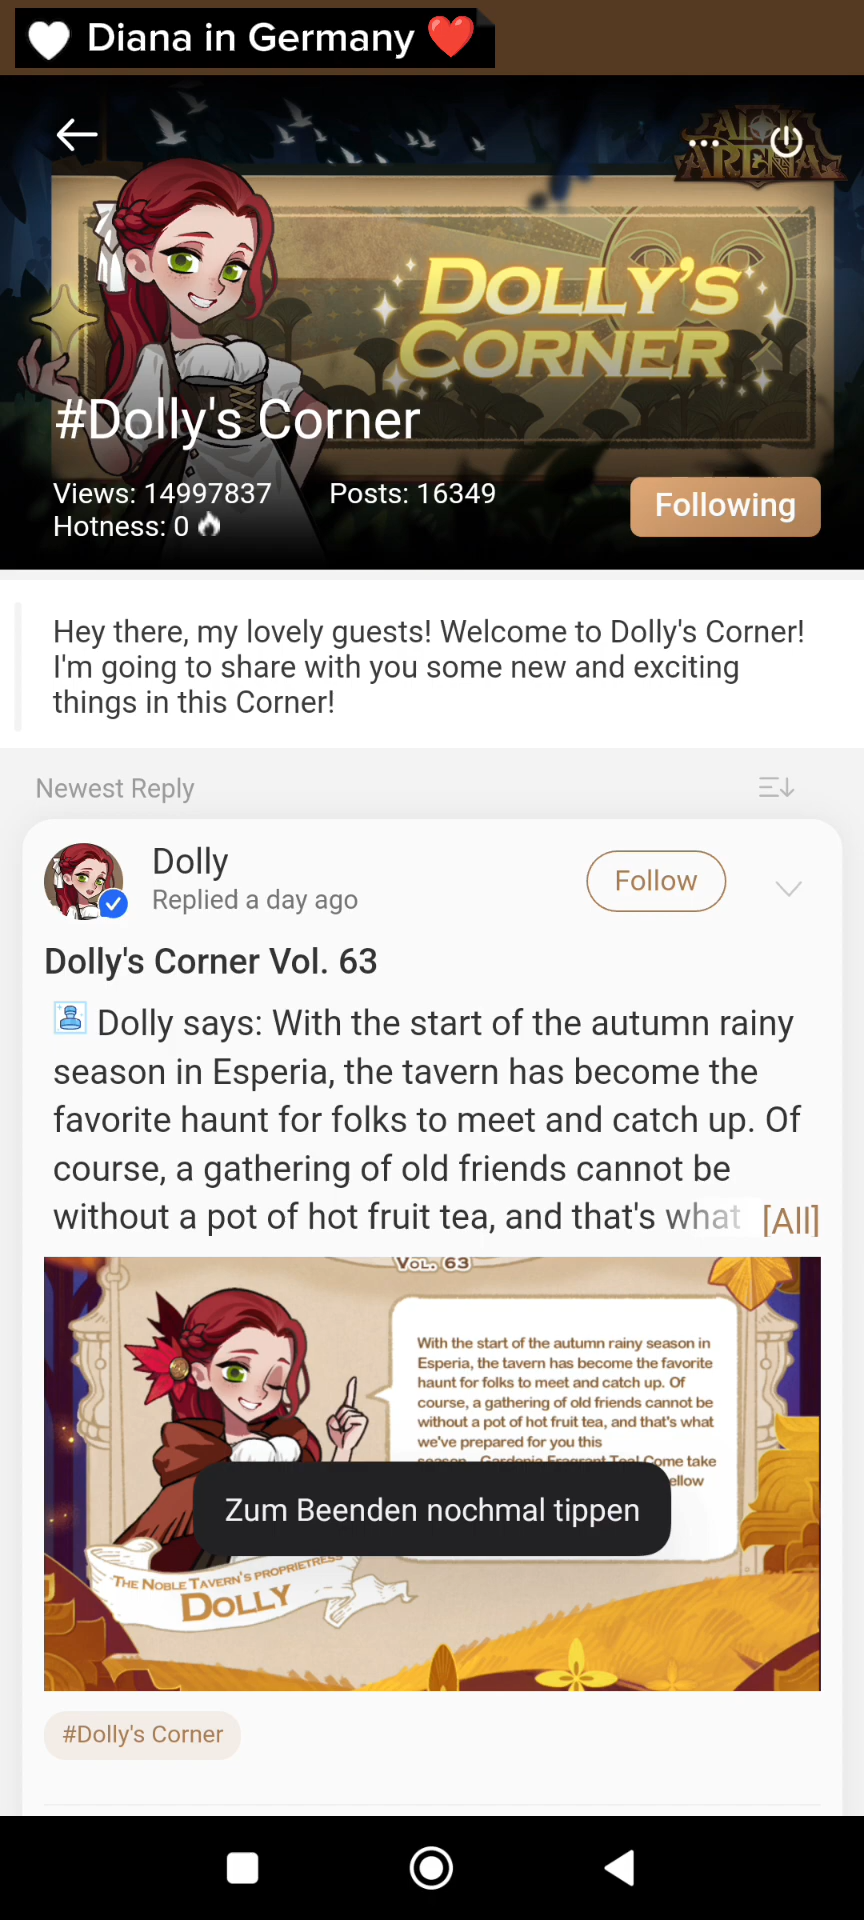 🤍 Diana in Germany ❤️
AFK
ARENA
DOLLY'S
CORNER
#Dolly's Corner
Views: 14997837 Posts: 16349
Hotness: 0 🔥
Following
Hey there, my lovely guests! Welcome to Dolly's Corner!
I'm going to share with you some new and exciting
things in this Corner!
Newest Reply
Dolly
Replied a day ago
Follow
Dolly's Corner Vol. 63
Dolly says: With the start of the autumn rainy
season in Esperia, the tavern has become the
favorite haunt for folks to meet and catch up. Of
course, a gathering of old friends cannot be
without a pot of hot fruit tea, and that's what [All]
VOL. 63
With the start of the autumn rainy season in
Esperia, the tavern has become the favorite
haunt for folks to meet and catch up. Of
course, a gathering of old friends cannot be
without a pot of hot fruit tea, and that's what
we've prepared for you this
season... Gardenia Fragrant Tea! Come take
ellow
Zum Beenden nochmal tippen
THE NOBLE TAVERN'S PROPRIETRESS
DOLLY
#Dolly's Corner